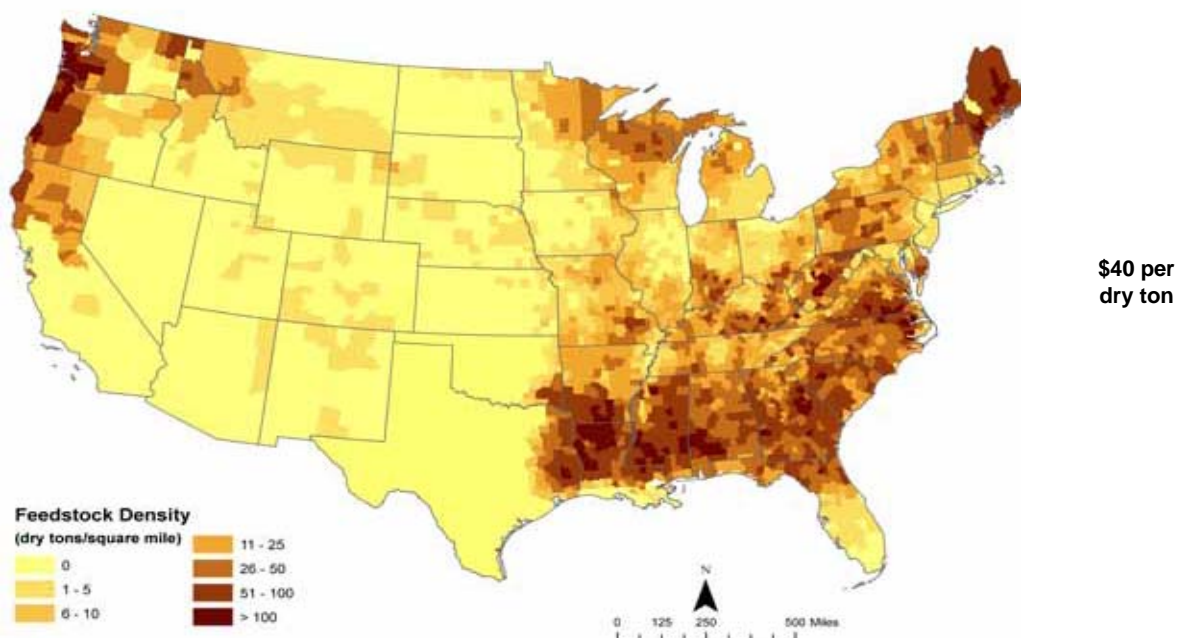 $40 per
dry ton
Feedstock Density
(dry tons/square mile)
0
1 - 5
6 - 10
11 - 25
26 - 50
51 - 100
> 100
N
0 125 250 500 Miles